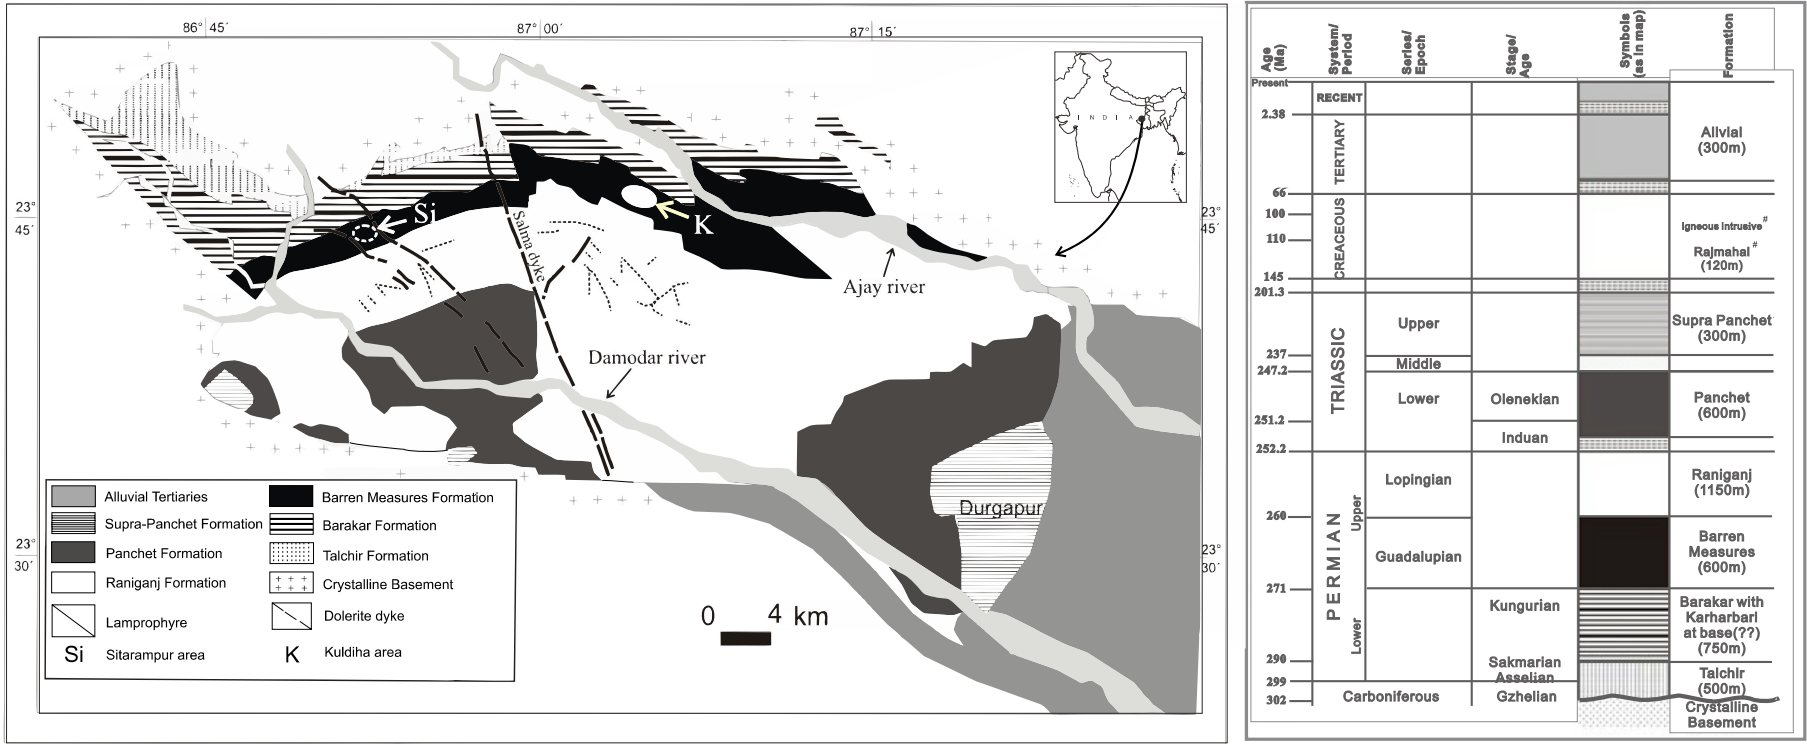 86° 45´
87° 00´
87° 15´
23°
45´
23°
45´
23°
30´
23°
30´
INDIA
Si
K
Salma dyke
Ajay river
Damodar river
Durgapur
0 4 km
Alluvial Tertiaries
Supra-Panchet Formation
Panchet Formation
Raniganj Formation
Lamprophyre
Si Sitarampur area
Barren Measures Formation
Barakar Formation
Talchir Formation
Crystalline Basement
Dolerite dyke
K Kuldiha area
Age
(Ma)
System/
Period
Series/
Epoch
Stage/
Age
Symbols
(as in map)
Formation
Present
RECENT
2.38
TERTIARY
Allvial
(300m)
66
CREACEOUS
100
Igneous Intrusive#
110
Rajmahal#
(120m)
145
201.3
TRIASSIC
Upper
Supra Panchet
(300m)
237
Middle
247.2
Lower
Olenekian
Panchet
(600m)
251.2
Induan
252.2
PERMIAN
Upper
Lopingian
Raniganj
(1150m)
260
Guadalupian
Barren
Measures
(600m)
271
Lower
Kungurian
Barakar with
Karharbari
at base(??)
(750m)
290
Sakmarian
Asselian
Talchir
(500m)
299
Carboniferous
Gzhelian
302
Crystalline
Basement